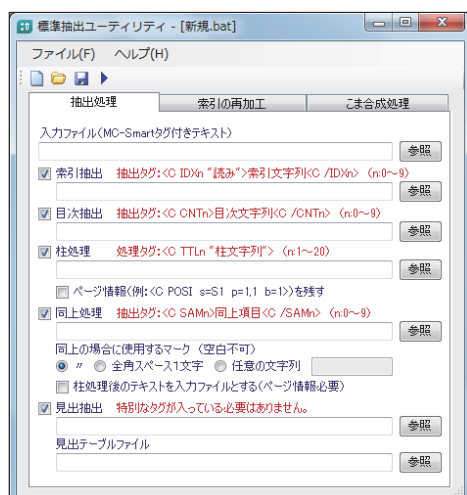 標準抽出ユーティリティ - [新規.bat]
ファイル(F) ヘルプ(H)
抽出処理 索引の再加工 こま合成処理
入力ファイル(MC-Smartタグ付きテキスト)
参照
索引抽出 抽出タグ:<C IDXn "読み">索引文字列<C /IDXn> (n:0～9)
参照
目次抽出 抽出タグ:<C CNTn>目次文字列<C /CNTn> (n:0～9)
参照
柱処理 処理タグ:<C TTLn "柱文字列"> (n:1～20)
参照
ページ情報(例:<C POSI s=S1 p=1,1 b=1>)を残す
同上処理 抽出タグ:<C SAMn>同上項目<C /SAMn> (n:0～9)
参照
同上の場合に使用するマーク (空白不可)
〃 全角スペース1文字 任意の文字列
柱処理後のテキストを入力ファイルとする(ページ情報必要)
見出抽出 特別なタグが入っている必要はありません。
参照
見出テーブルファイル
参照